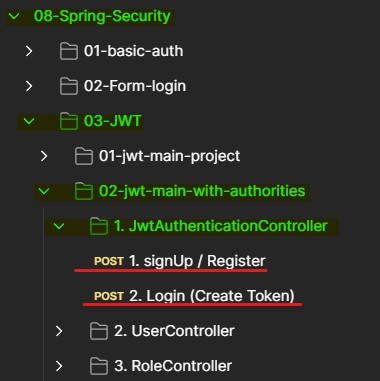 08-Spring-Security
01-basic-auth
02-Form-login
03-JWT
01-jwt-main-project
02-jwt-main-with-authorities
1. JwtAuthenticationController
POST 1. signUp / Register
POST 2. Login (Create Token)
2. UserController
3. RoleController